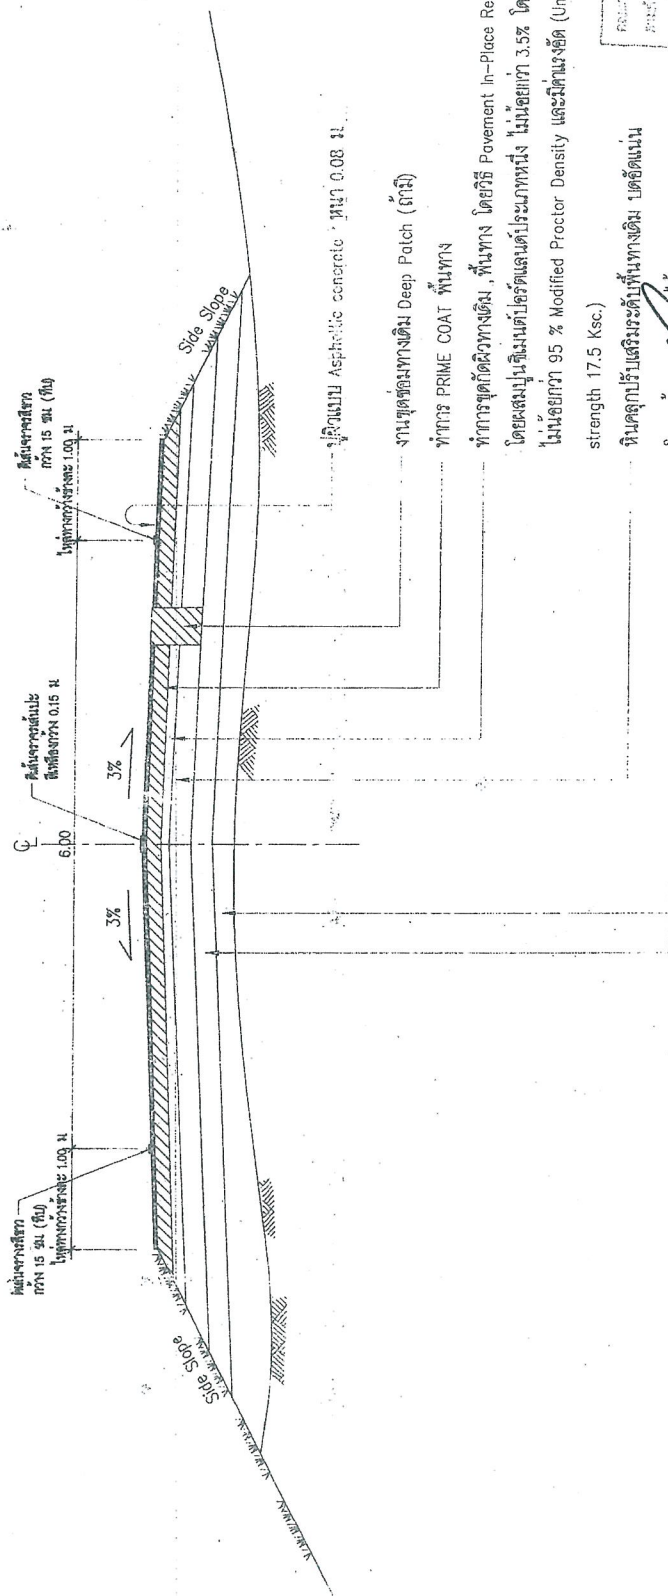 ตีเส้นจราจรสีขาว
กว้าง 15 ซม (ทึบ)
ไหล่ทางกว้างข้างละ 1.00 ม
6.00
ตีเส้นจราจรเส้นปะ
สีเหลืองกว้าง 0.15 ม
ตีเส้นจราจรสีขาว
กว้าง 15 ซม (ทึบ)
ไหล่ทางกว้างข้างละ 1.00 ม
3%
3%
Side Slope
Side Slope
ปูผิวแบบ Asphaltic concrete หนา 0.08 ม
งานขุดซ่อมทางเดิม Deep Patch (ถ้ามี)
ทำการ PRIME COAT พื้นทาง
ทำการขุดกัดผิวทางเดิม, พื้นทาง โดยวิธี Pavement In-Place Re
โดยผสมปูนซีเมนต์ปอร์ตแลนด์ประเภทหนึ่ง ไม่น้อยกว่า 3.5% โด
ไม่น้อยกว่า 95 % Modified Proctor Density และมีค่าแรงอัด (Un
strength 17.5 Ksc.)
หินคลุกปรับเสริมระดับพื้นทางเดิม บดอัดแน่น